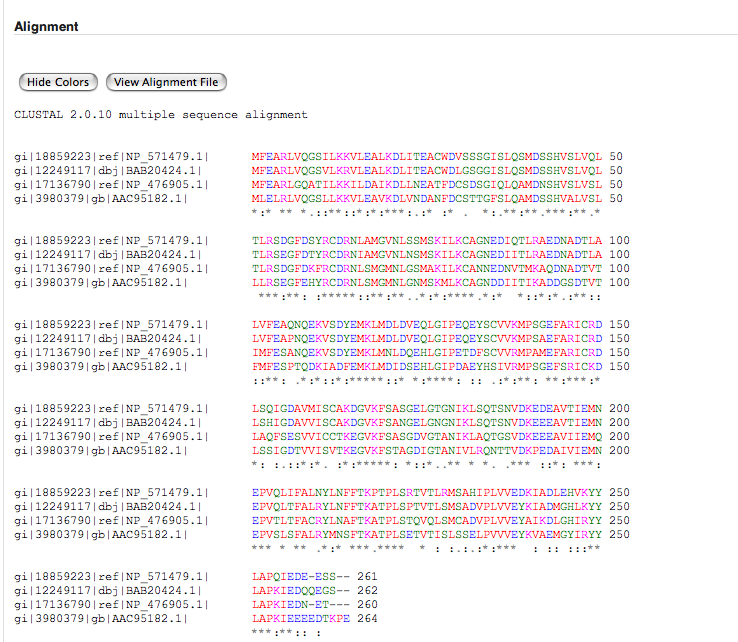 Alignment
Hide Colors View Alignment File
CLUSTAL 2.0.10 multiple sequence alignment
gi|18859223|ref|NP_571479.1| MFEARLVQGSILKKVLEALKDLITEACWDVSSSGISLQSMDSSHVSLVQL 50
gi|12249117|dbj|BAB20424.1| MFEARLVQGSVLKRVLEALKDLITEACWDVSSSGISLQSMDSSHVSLVQL 50
gi|17136790|ref|NP_476905.1| MFEARLGQATILKKILDAIKDLLNEATFDCSDSGIQLQAMDNSHVSLVSL 50
gi|3980379|gb|AAC95182.1| MLELRLVQGSLLKKVLEAVKDLVNDANFDCSTTGFSLQAMDSSHVALVSL 50
*:* ** *.::**::*:*:***:.:* :* * .*:.**:**.***:**.*
gi|18859223|ref|NP_571479.1| TLRSDGFDSYRCDRNLAMGVNLSSMSKILKCAGNEDIQTLRAEDNADTLA 100
gi|12249117|dbj|BAB20424.1| TLRSDGFDTYRCDRNIAMGVNLNSMSKILKCAGNEDIITLRAEDNADTLA 100
gi|17136790|ref|NP_476905.1| TLRSDGFDKFRCDRNLSMGMNLGSMAKILKCANNEDNVTMKAQDNADTVT 100
gi|3980379|gb|AAC95182.1| LLRSEGFEHYRCDRNLSMGMNLGNMSKMLKCAGNDDIITIKADDGSDTVT 100
***:**: :*****::**:**..*:*:****.*:* *::*:*.:**::
gi|18859223|ref|NP_571479.1| LVFEAQNQEKVSDYEMKLMDLDVEQLGIPEQEYSCVVKMPSGEFARICRD 150
gi|12249117|dbj|BAB20424.1| LVFEAPNQEKVSDYEMKLMDLDVEQLGIPEQEYSCVVKMPSAEFARICRD 150
gi|17136790|ref|NP_476905.1| IMFESANQEKVSDYEMKLMNLDQEHLGIPETDFSCVVRMPAMEFARICKD 150
gi|3980379|gb|AAC95182.1| FMFESPTQDKIADFEMKLMDIDSEHLGIPDAEYHSIVRMPSGEFSRICKD 150
::**: .*:*::*:*****::* *:****: :: .:*:**: **:***:*
gi|18859223|ref|NP_571479.1| LSQIGDAVMISCAKDGVKFSASGELGTGNIKLSQTSNVDKEDEAVTIEMN 200
gi|12249117|dbj|BAB20424.1| LSHIGDAVVISCAKDGVKFSANGELGNGNIKLSQTSNVDKEEEAVTIEMN 200
gi|17136790|ref|NP_476905.1| LAQFSESVVICCTKEGVKFSASGDVGTANIKLAQTGSVDKEEEAVIIEMQ 200
gi|3980379|gb|AAC95182.1| LSSIGDTVVISVTKEGVKFSTAGDIGTANIVLRQNTTVDKPEDAIVIEMN 200
*: :.::*:*. :*:*****: *::*..** * *. .*** ::*: ***:
gi|18859223|ref|NP_571479.1| EPVQLIFALNYLNFFTKPTPLSRTVTLRMSAHIPLVVEDKIADLEHVKYY 250
gi|12249117|dbj|BAB20424.1| EPVQLTFALNYLNFFTKATPLSPTVTLSMSADVPLVVEYKIADMGHLKYY 250
gi|17136790|ref|NP_476905.1| EPVTLTFACRYLNAFTKATPLSTQVQLSMCADVPLVVEYAIKDLGHIRYY 250
gi|3980379|gb|AAC95182.1| EPVSLSFALRYMNSFTKATPLSETVTISLSSELPVVVEYKVAEMGYIRYY 250
*** * ** .*:* ***.**** * : :.:.:*:*** : :: :::**
gi|18859223|ref|NP_571479.1| LAPQIEDE-ESS-- 261
gi|12249117|dbj|BAB20424.1| LAPKIEDQQEGS-- 262
gi|17136790|ref|NP_476905.1| LAPKIEDN-ET--- 260
gi|3980379|gb|AAC95182.1| LAPKIEEEEDTKPE 264
***:**:: :